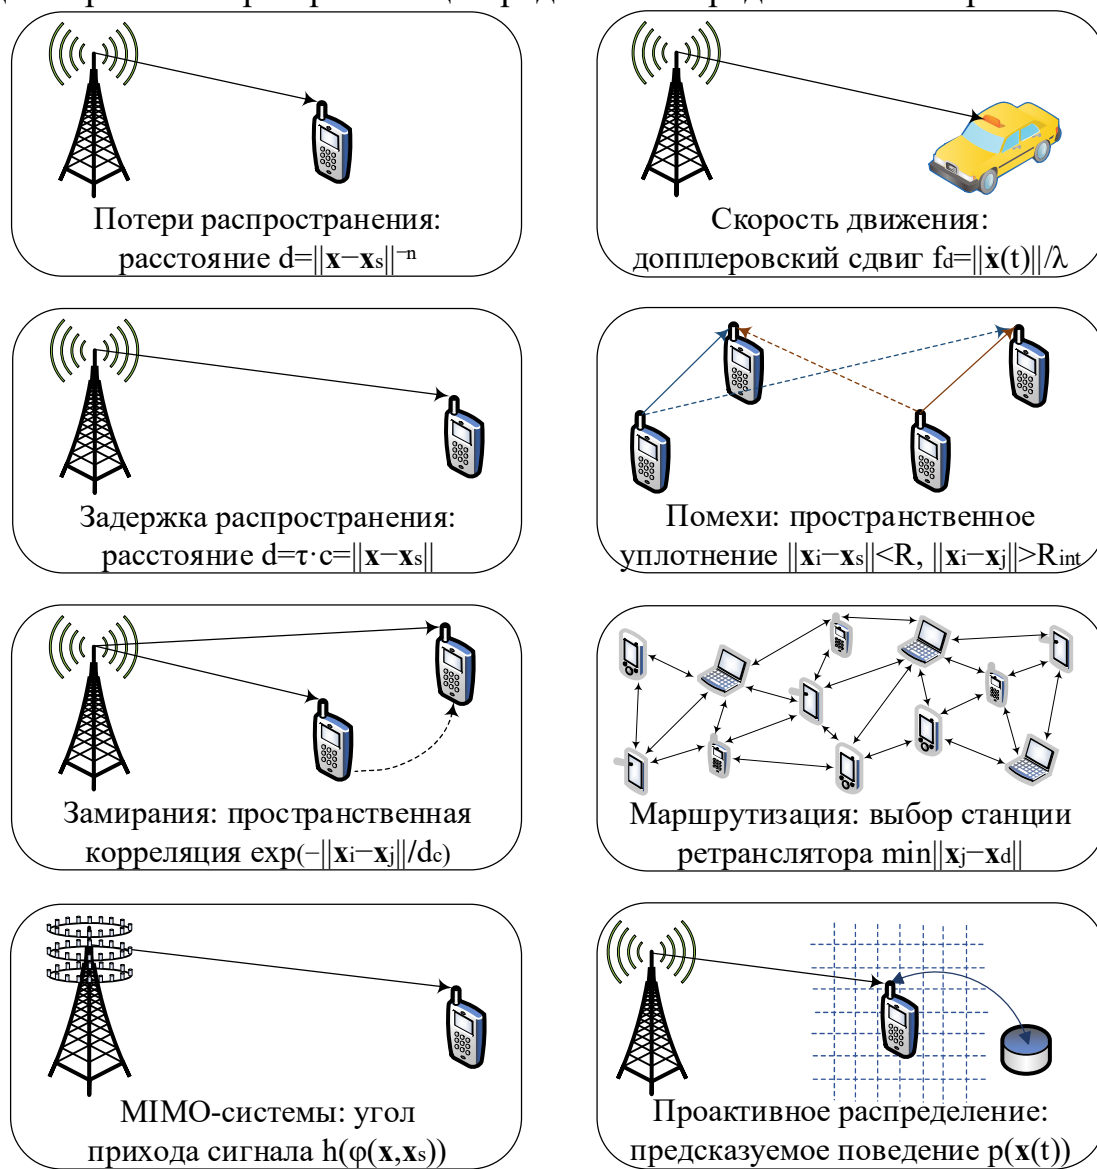 Потери распространения:
расстояние d=||x−xs||−n
Скорость движения:
допплеровский сдвиг fd=||ẋ(t)||/λ
Задержка распространения:
расстояние d=τ·c=||x−xs||
Помехи: пространственное
уплотнение ||xi−xs||<R, ||xi−xj||>Rint
Замирания: пространственная
корреляция exp(−||xi−xj||/dc)
Маршрутизация: выбор станции
ретранслятора min||xj−xd||
MIMO-системы: угол
прихода сигнала h(φ(x,xs))
Проактивное распределение:
предсказуемое поведение p(x(t))